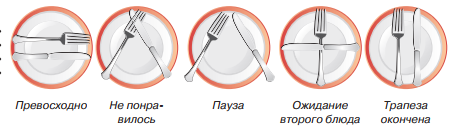 Превосходно
Не понра-
вилось
Пауза
Ожидание
второго блюда
Трапеза
окончена